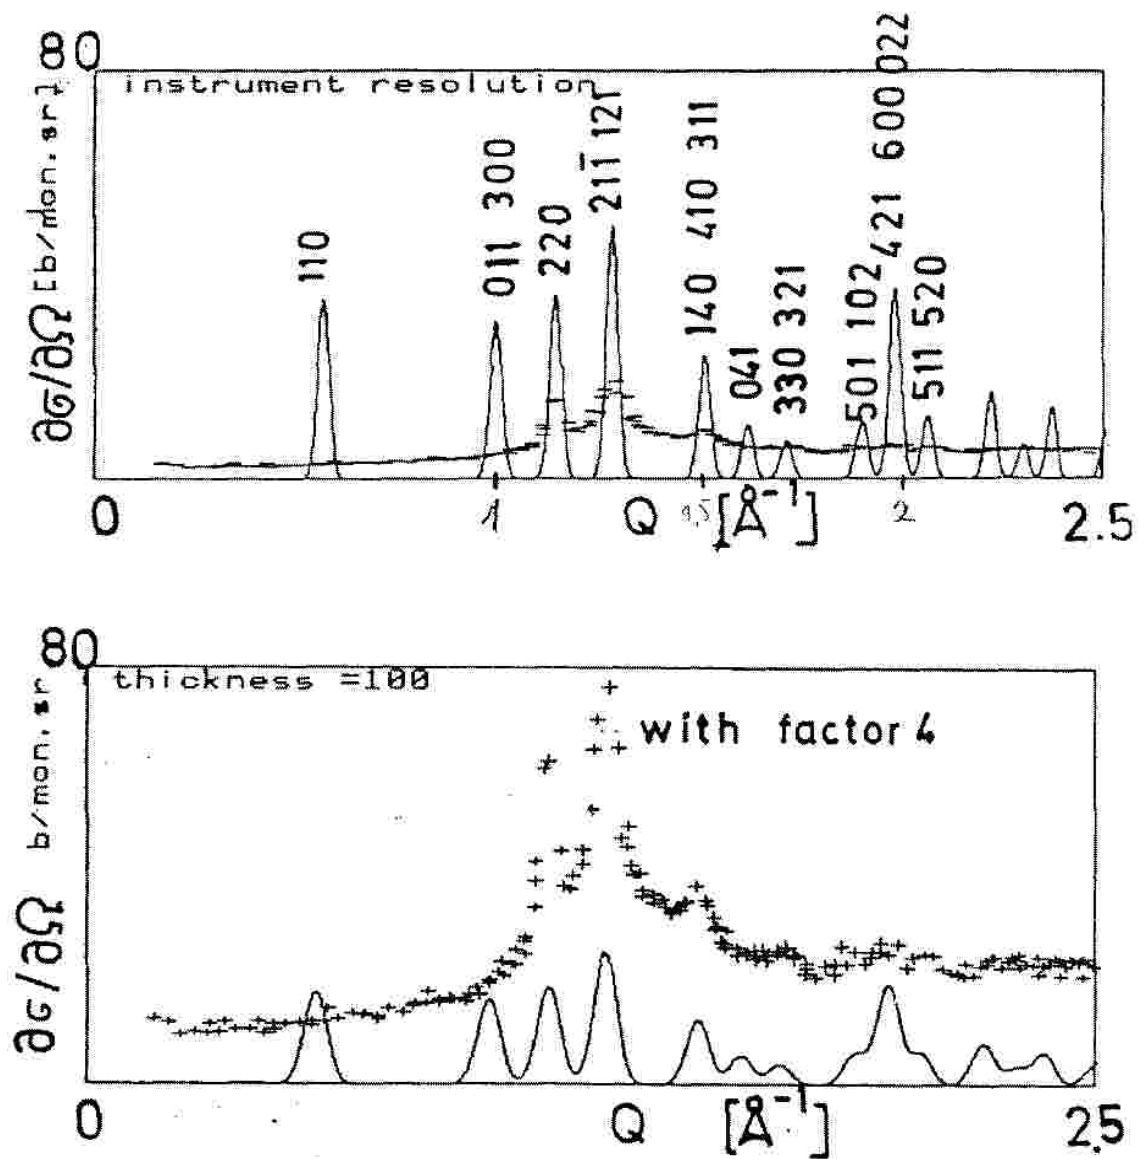 80
instrument resolution
∂σ/∂Ω [b/mon.sr]
110
011 300
220
211̄ 121
140 410 311
041
330 321
501 102
421 600 022
511 520
0 1 Q 1,5 [Å⁻¹] 2 2.5
80
thickness =100
with factor 4
∂σ/∂Ω b/mon.sr
0 Q [Å⁻¹] 2.5